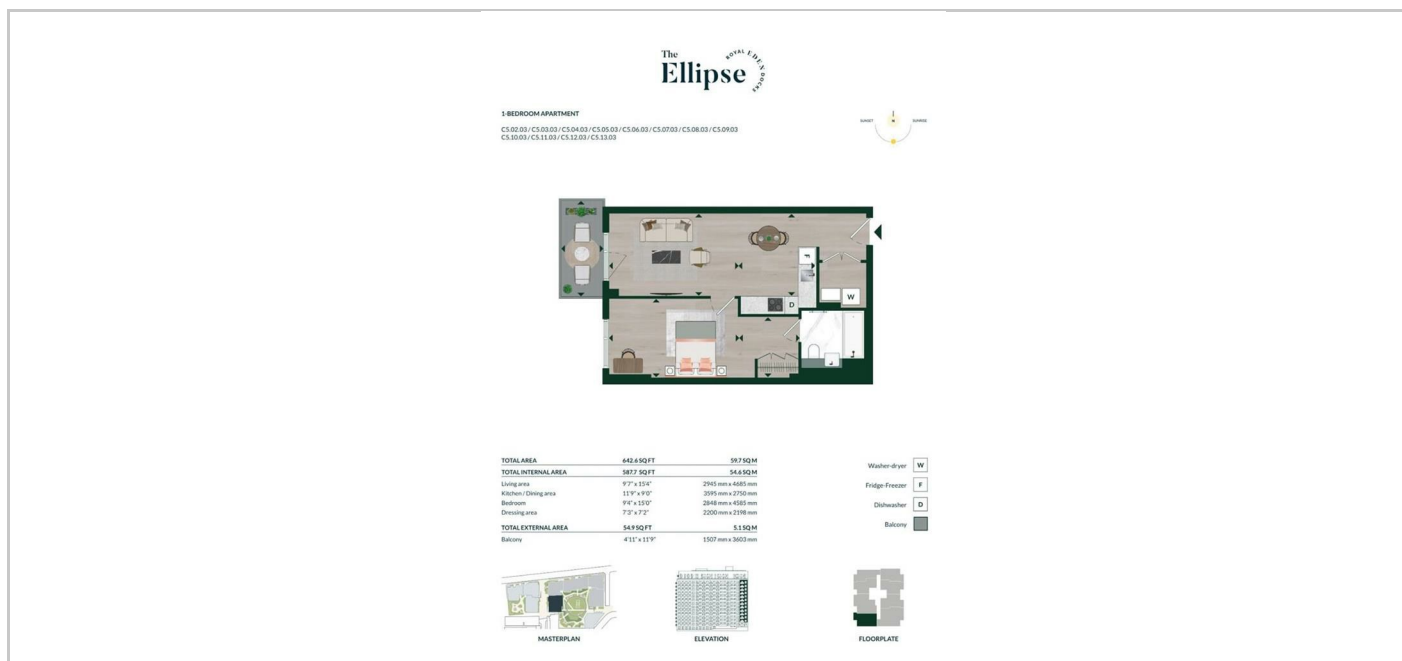 The
Ellipse
ROYAL EDEN DOCKS
1-BEDROOM APARTMENT
C5.02.03 / C5.03.03 / C5.04.03 / C5.05.03 / C5.06.03 / C5.07.03 / C5.08.03 / C5.09.03
C5.10.03 / C5.11.03 / C5.12.03 / C5.13.03
SUNSET N SUNRISE
F
W
D
TOTAL AREA 642.6 SQ FT 59.7 SQ M
TOTAL INTERNAL AREA 587.7 SQ FT 54.6 SQ M
Living area 9'7" x 15'4" 2945 mm x 4685 mm
Kitchen / Dining area 11'9" x 9'0" 3595 mm x 2750 mm
Bedroom 9'4" x 15'0" 2848 mm x 4585 mm
Dressing area 7'3" x 7'2" 2200 mm x 2198 mm
TOTAL EXTERNAL AREA 54.9 SQ FT 5.1 SQ M
Balcony 4'11" x 11'9" 1507 mm x 3603 mm
Washer-dryer W
Fridge-Freezer F
Dishwasher D
Balcony
MASTERPLAN
ELEVATION
FLOORPLATE